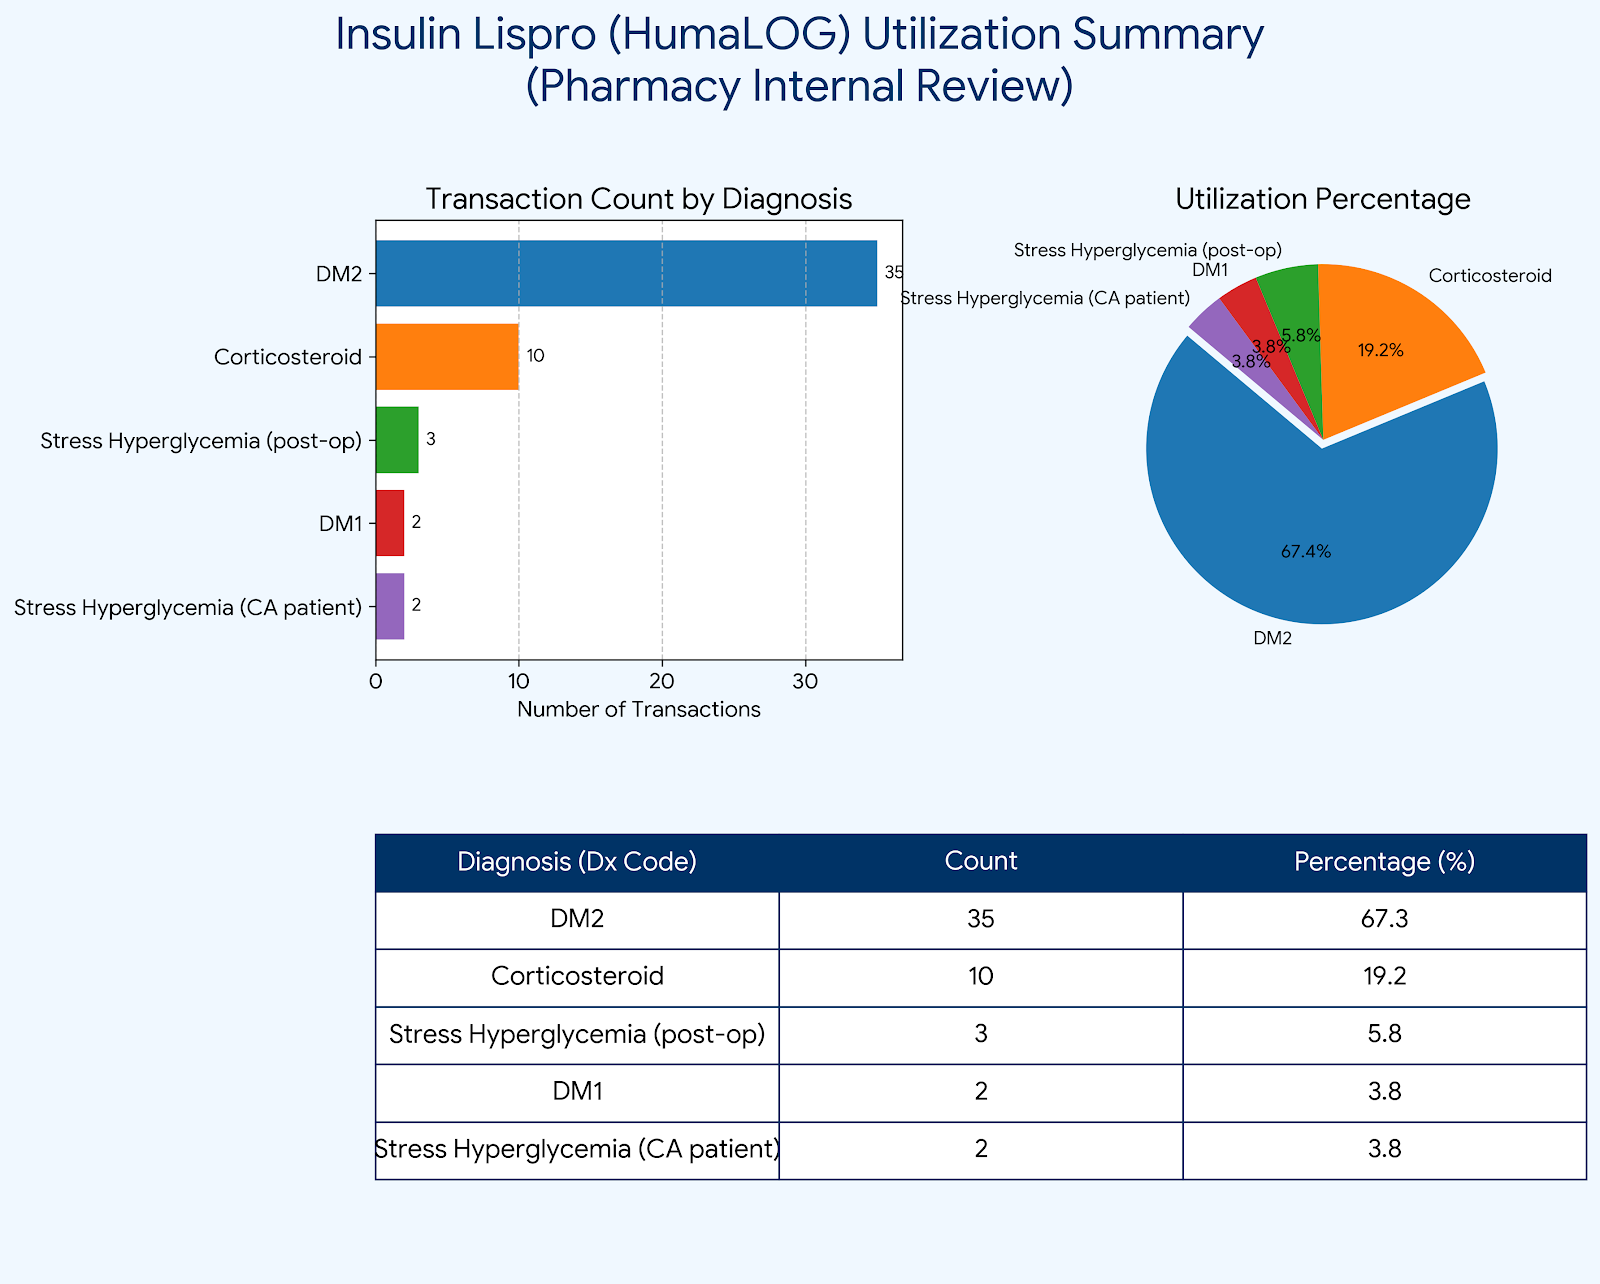 Insulin Lispro (HumaLOG) Utilization Summary
(Pharmacy Internal Review)
Transaction Count by Diagnosis
DM2
35
Corticosteroid
10
Stress Hyperglycemia (post-op)
3
DM1
2
Stress Hyperglycemia (CA patient)
2
0 10 20 30
Number of Transactions
Utilization Percentage
Stress Hyperglycemia (post-op)
DM1
Corticosteroid
Stress Hyperglycemia (CA patient)
5.8%
3.8%
19.2%
3.8%
67.4%
DM2
Diagnosis (Dx Code) Count Percentage (%)
DM2 35 67.3
Corticosteroid 10 19.2
Stress Hyperglycemia (post-op) 3 5.8
DM1 2 3.8
Stress Hyperglycemia (CA patient) 2 3.8